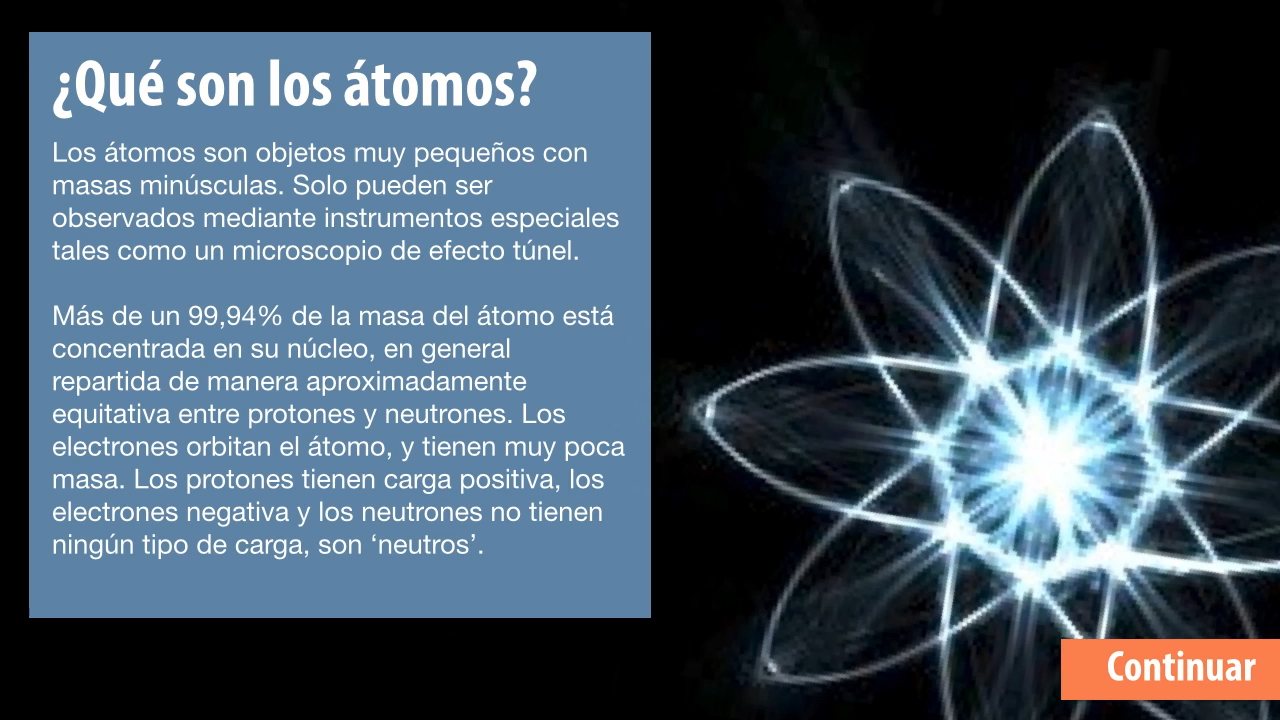 ¿Qué son los átomos?
Los átomos son objetos muy pequeños con
masas minúsculas. Solo pueden ser
observados mediante instrumentos especiales
tales como un microscopio de efecto túnel.
Más de un 99,94% de la masa del átomo está
concentrada en su núcleo, en general
repartida de manera aproximadamente
equitativa entre protones y neutrones. Los
electrones orbitan el átomo, y tienen muy poca
masa. Los protones tienen carga positiva, los
electrones negativa y los neutrones no tienen
ningún tipo de carga, son ‘neutros’.
Continuar